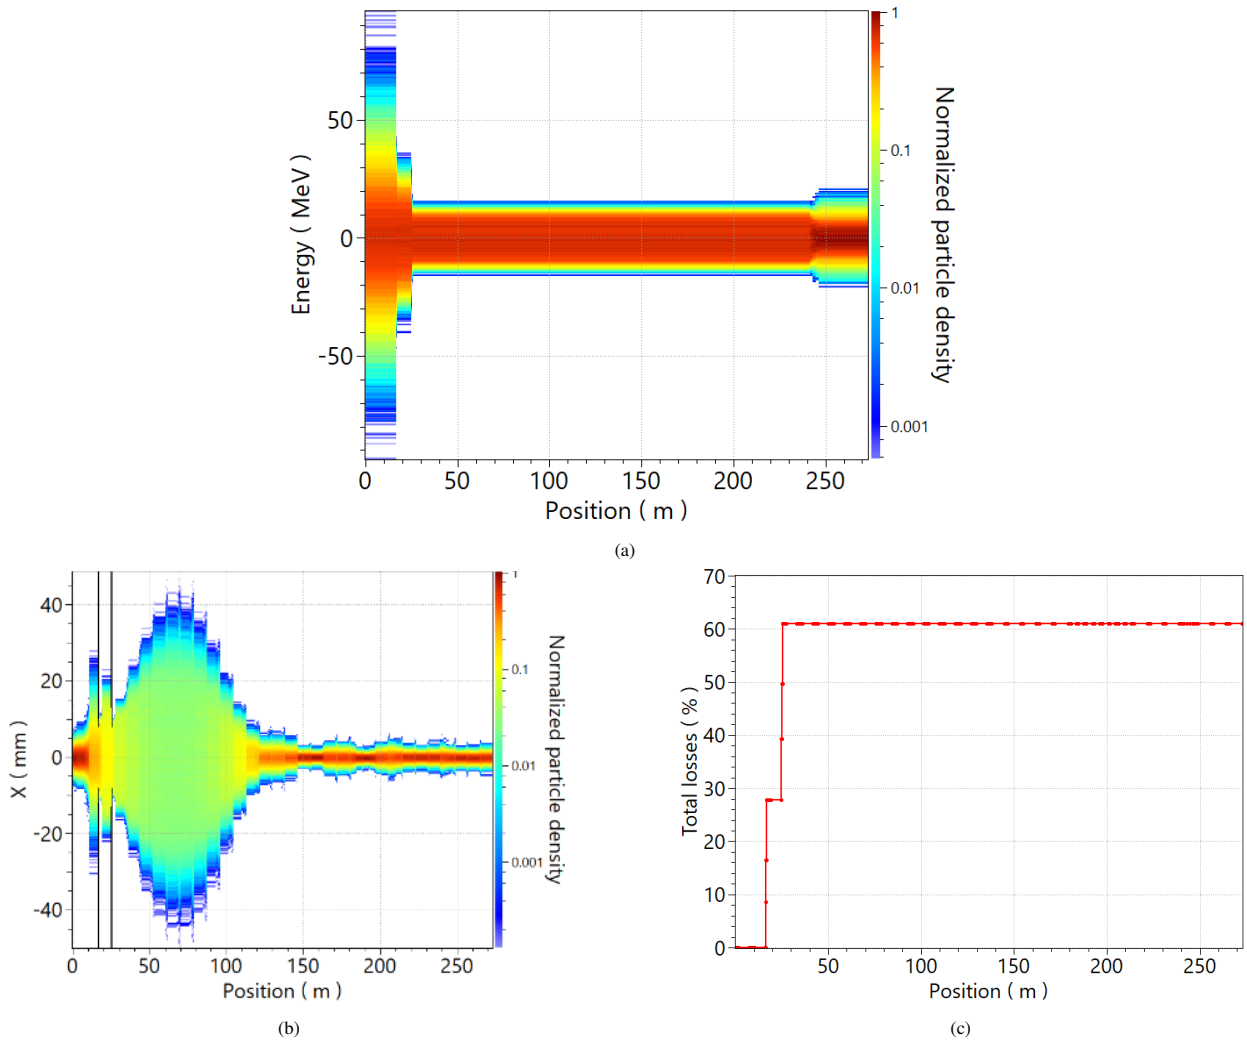 50
0
-50
Energy ( MeV )
0 50 100 150 200 250
Position ( m )
1
0.1
0.01
0.001
Normalized particle density
(a)
40
20
0
-20
-40
X ( mm )
0 50 100 150 200 250
Position ( m )
1
0.1
0.01
0.001
Normalized particle density
(b)
70
60
50
40
30
20
10
0
Total losses ( % )
50 100 150 200 250
Position ( m )
(c)